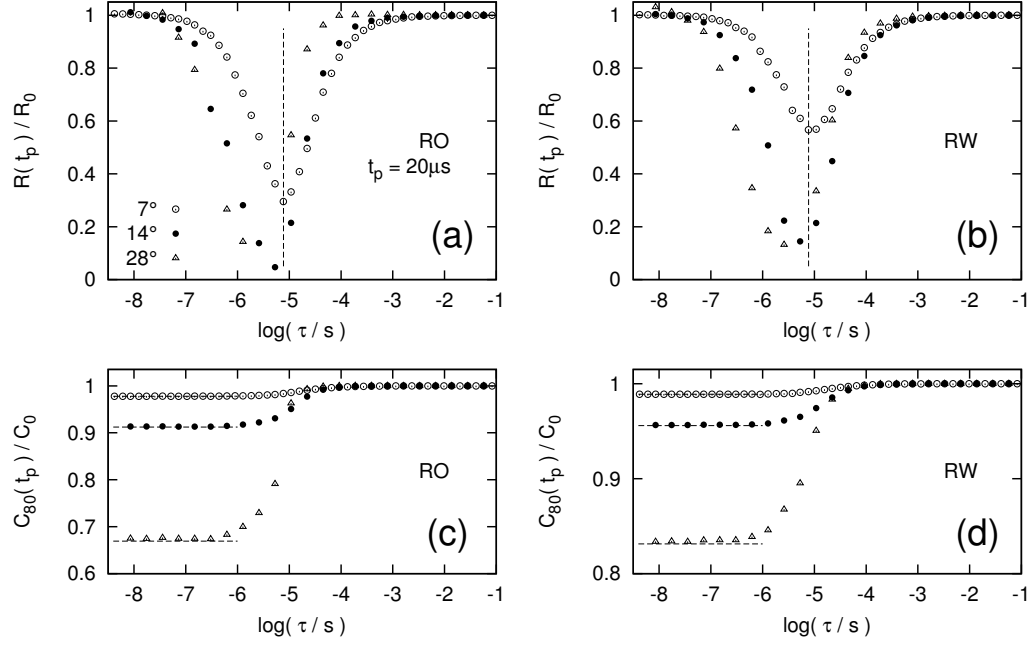 1
0.8
0.6
0.4
0.2
0
R( t_p ) / R_0
RO
t_p = 20μs
7°
14°
28°
(a)
-8 -7 -6 -5 -4 -3 -2 -1
log( τ / s )
1
0.8
0.6
0.4
0.2
0
R( t_p ) / R_0
RW
(b)
-8 -7 -6 -5 -4 -3 -2 -1
log( τ / s )
1
0.9
0.8
0.7
0.6
C_80( t_p ) / C_0
RO
(c)
-8 -7 -6 -5 -4 -3 -2 -1
log( τ / s )
1
0.9
0.8
C_80( t_p ) / C_0
RW
(d)
-8 -7 -6 -5 -4 -3 -2 -1
log( τ / s )